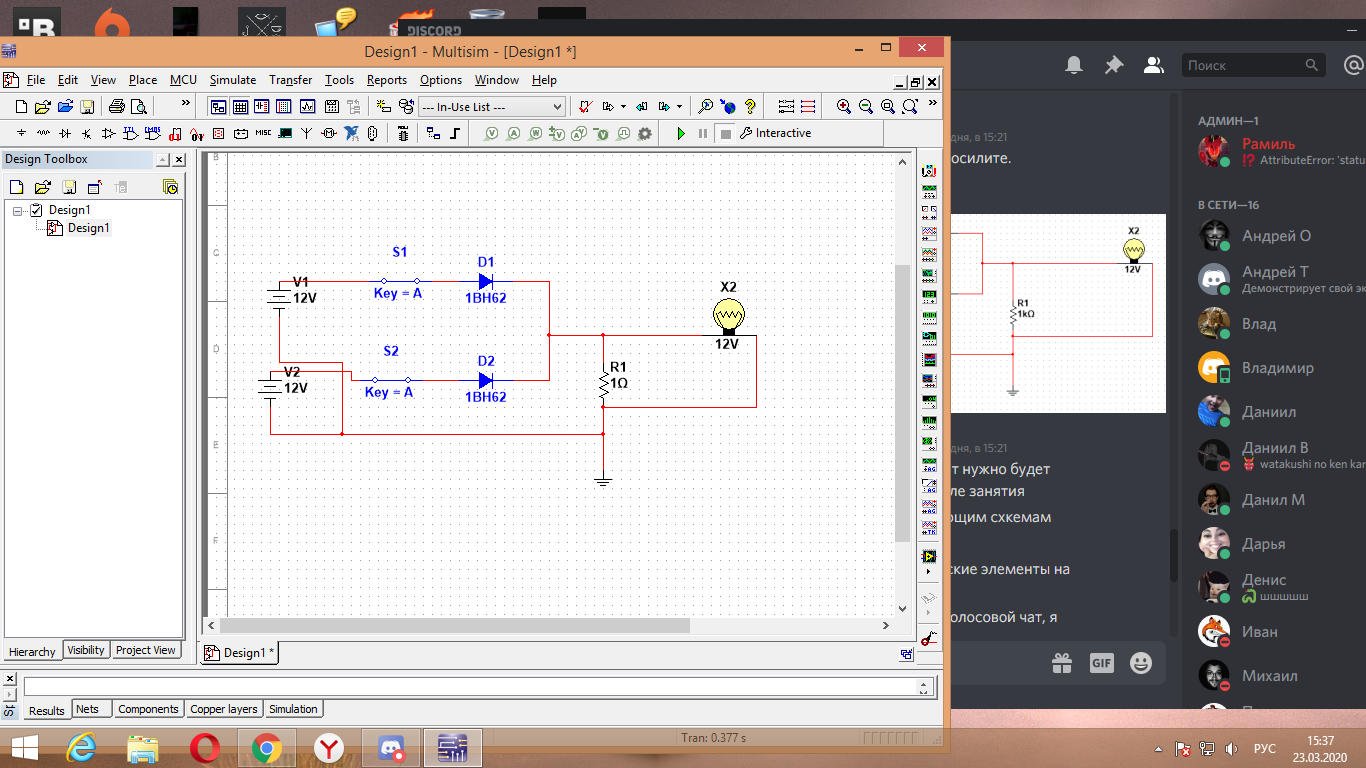 DISCORD
Design1 - Multisim - [Design1 *]
File Edit View Place MCU Simulate Transfer Tools Reports Options Window Help
--- In-Use List ---
MISC
Interactive
Design Toolbox
Design1
Design1
Hierarchy Visibility Project View
B
C
D
E
F
S1
V1
12V
Key = A
D1
1BH62
S2
V2
12V
Key = A
D2
1BH62
R1
1Ω
X2
12V
Design1 *
Results Nets Components Copper layers Simulation
Tran: 0.377 s
Поиск
дня, в 15:21
осилите.
X2
12V
R1
1kΩ
дня, в 15:21
т нужно будет
ле занятия
ющим схкемам
ские элементы на
олосовой чат, я
GIF
АДМИН—1
Рамиль
AttributeError: 'statu
В СЕТИ—16
Андрей О
Андрей Т
Демонстрирует свой эк
Влад
Владимир
Даниил
Даниил В
watakushi no ken kar
Данил М
Дарья
Денис
шшшшш
Иван
Михаил
РУС
15:37
23.03.2020